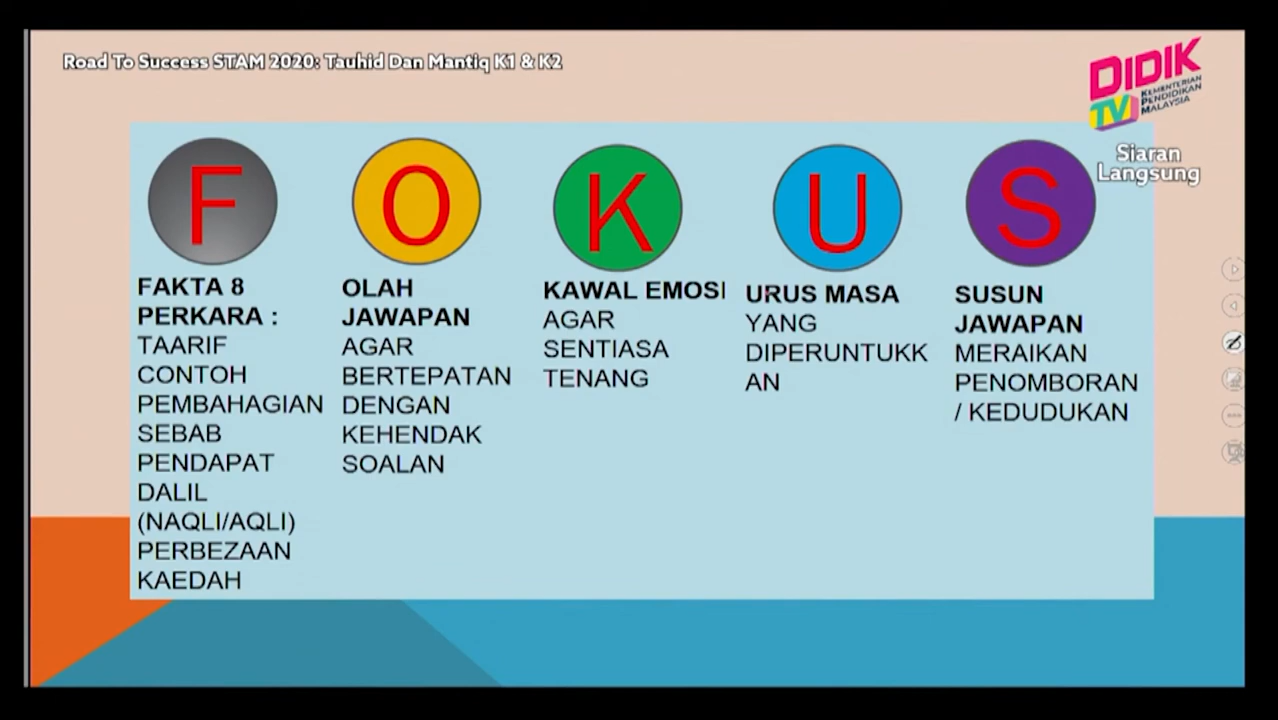 Road To Success STAM 2020: Tauhid Dan Mantiq K1 & K2
DIDIK
TV
KEMENTERIAN
PENDIDIKAN
MALAYSIA
Siaran
Langsung
F
FAKTA 8
PERKARA :
TAARIF
CONTOH
PEMBAHAGIAN
SEBAB
PENDAPAT
DALIL
(NAQLI/AQLI)
PERBEZAAN
KAEDAH
O
OLAH
JAWAPAN
AGAR
BERTEPATAN
DENGAN
KEHENDAK
SOALAN
K
KAWAL EMOSI
AGAR
SENTIASA
TENANG
U
URUS MASA
YANG
DIPERUNTUKK
AN
S
SUSUN
JAWAPAN
MERAIKAN
PENOMBORAN
/ KEDUDUKAN